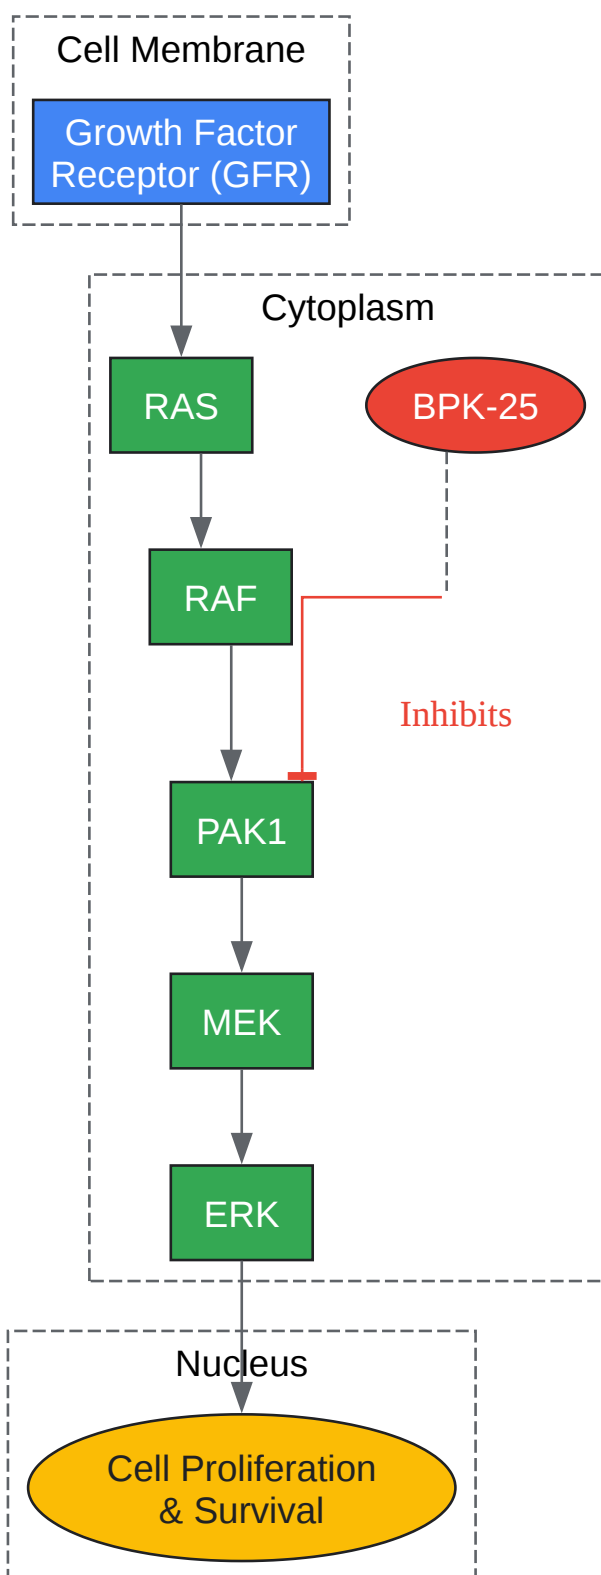 Cell Membrane
Growth Factor
Receptor (GFR)
Cytoplasm
RAS
BPK-25
RAF
Inhibits
PAK1
MEK
ERK
Nucleus
Cell Proliferation
& Survival